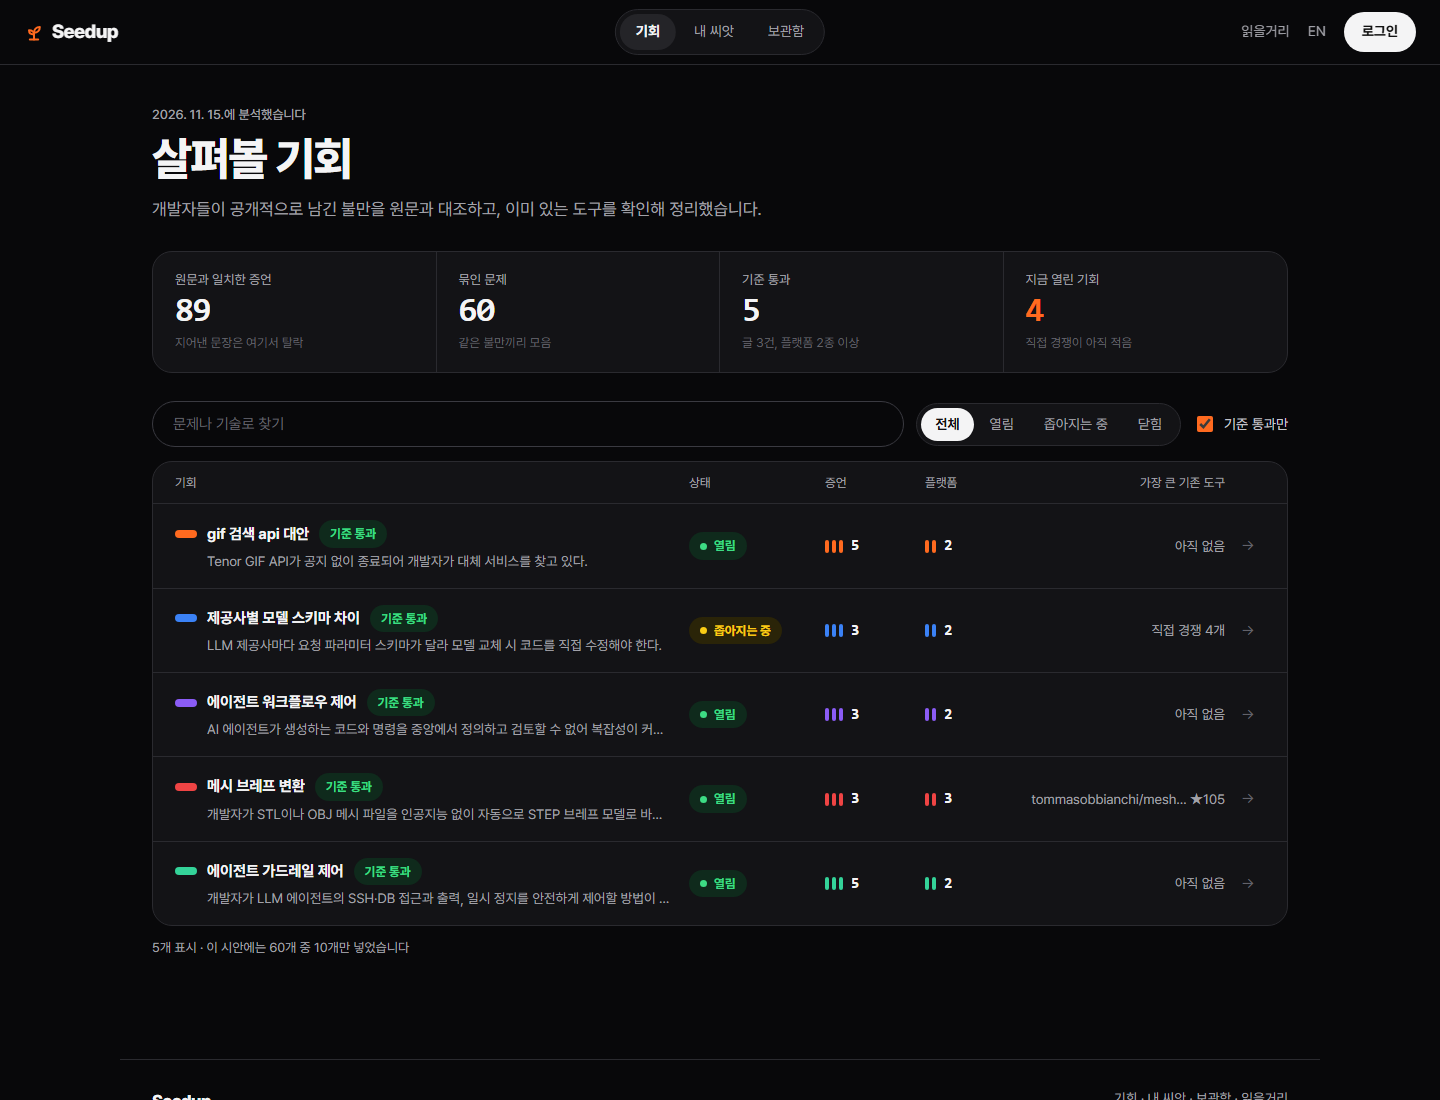 Seedup
기회 내 씨앗 보관함
읽을거리 EN 로그인
2026. 11. 15.에 분석했습니다
살펴볼 기회
개발자들이 공개적으로 남긴 불만을 원문과 대조하고, 이미 있는 도구를 확인해 정리했습니다.
원문과 일치한 증언
89
지어낸 문장은 여기서 탈락
묶인 문제
60
같은 불만끼리 모음
기준 통과
5
글 3건, 플랫폼 2종 이상
지금 열린 기회
4
직접 경쟁이 아직 적음
문제나 기술로 찾기
전체 열림 좁아지는 중 닫힘 기준 통과만
기회 상태 증언 플랫폼 가장 큰 기존 도구
gif 검색 api 대안 기준 통과
Tenor GIF API가 공지 없이 종료되어 개발자가 대체 서비스를 찾고 있다.
열림 5 2 아직 없음 →
제공사별 모델 스키마 차이 기준 통과
LLM 제공사마다 요청 파라미터 스키마가 달라 모델 교체 시 코드를 직접 수정해야 한다.
좁아지는 중 3 2 직접 경쟁 4개 →
에이전트 워크플로우 제어 기준 통과
AI 에이전트가 생성하는 코드와 명령을 중앙에서 정의하고 검토할 수 없어 복잡성이 커...
열림 3 2 아직 없음 →
메시 브레프 변환 기준 통과
개발자가 STL이나 OBJ 메시 파일을 인공지능 없이 자동으로 STEP 브레프 모델로 바...
열림 3 3 tommasobbianchi/mesh... ★105 →
에이전트 가드레일 제어 기준 통과
개발자가 LLM 에이전트의 SSH·DB 접근과 출력, 일시 정지를 안전하게 제어할 방법이 ...
열림 5 2 아직 없음 →
5개 표시 · 이 시안에는 60개 중 10개만 넣었습니다
Seedup
기회 · 내 씨앗 · 보관함 · 읽을거리